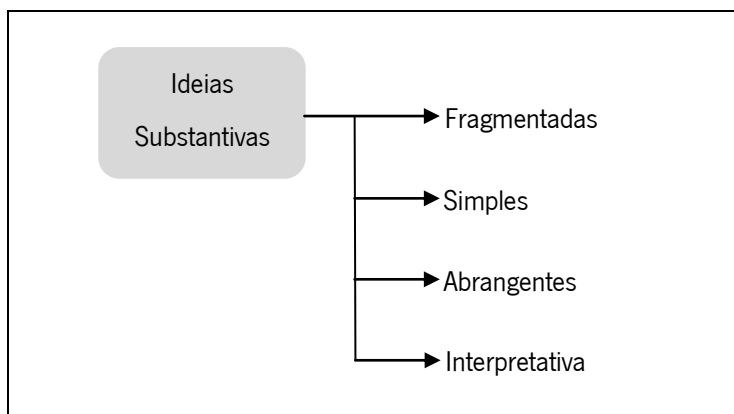 Ideias
Substantivas
Fragmentadas
Simples
Abrangentes
Interpretativa